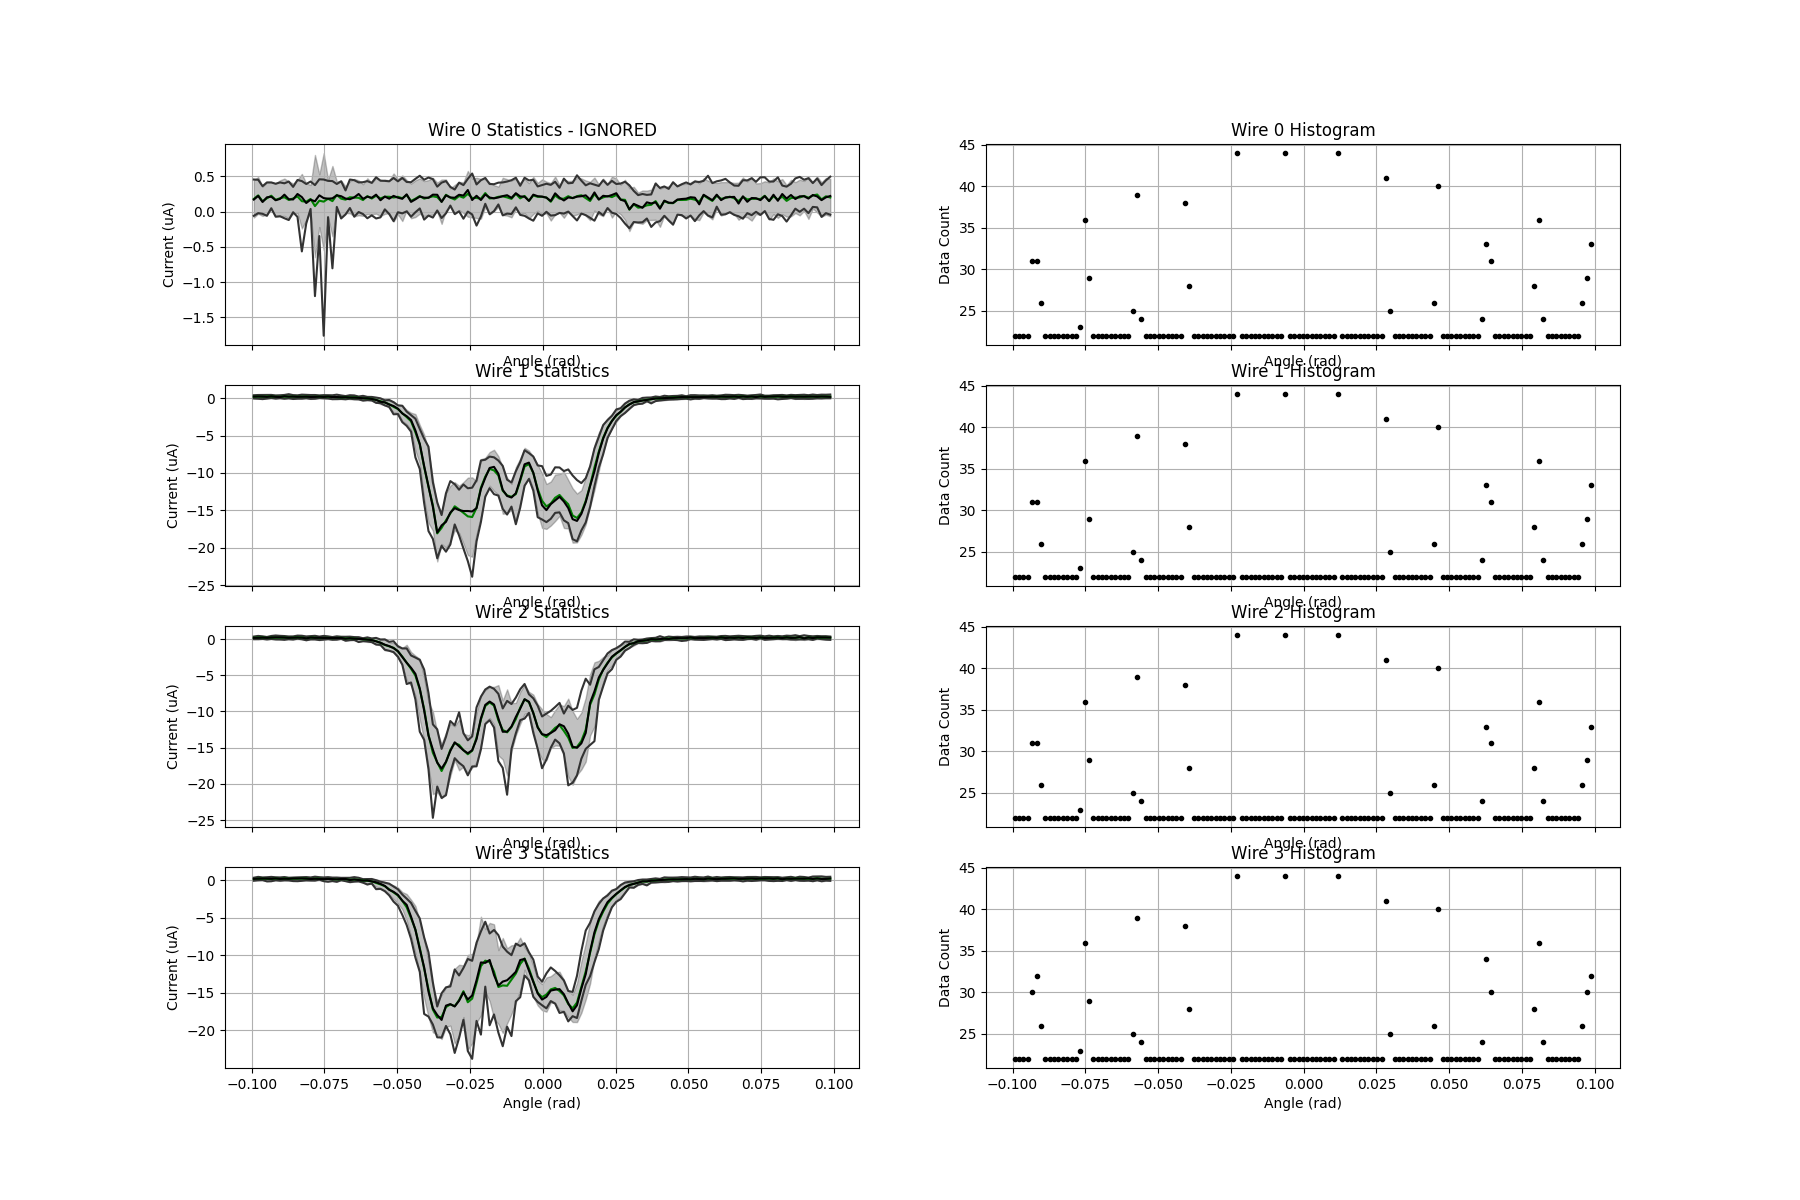 Wire 0 Statistics - IGNORED
Current (uA)
0.5
0.0
−0.5
−1.0
−1.5
Angle (rad)
Wire 0 Histogram
Data Count
45
40
35
30
25
Angle (rad)
Wire 1 Statistics
Current (uA)
0
−5
−10
−15
−20
−25
Angle (rad)
Wire 1 Histogram
Data Count
45
40
35
30
25
Angle (rad)
Wire 2 Statistics
Current (uA)
0
−5
−10
−15
−20
−25
Angle (rad)
Wire 2 Histogram
Data Count
45
40
35
30
25
Angle (rad)
Wire 3 Statistics
Current (uA)
0
−5
−10
−15
−20
−0.100 −0.075 −0.050 −0.025 0.000 0.025 0.050 0.075 0.100
Angle (rad)
Wire 3 Histogram
Data Count
45
40
35
30
25
−0.100 −0.075 −0.050 −0.025 0.000 0.025 0.050 0.075 0.100
Angle (rad)